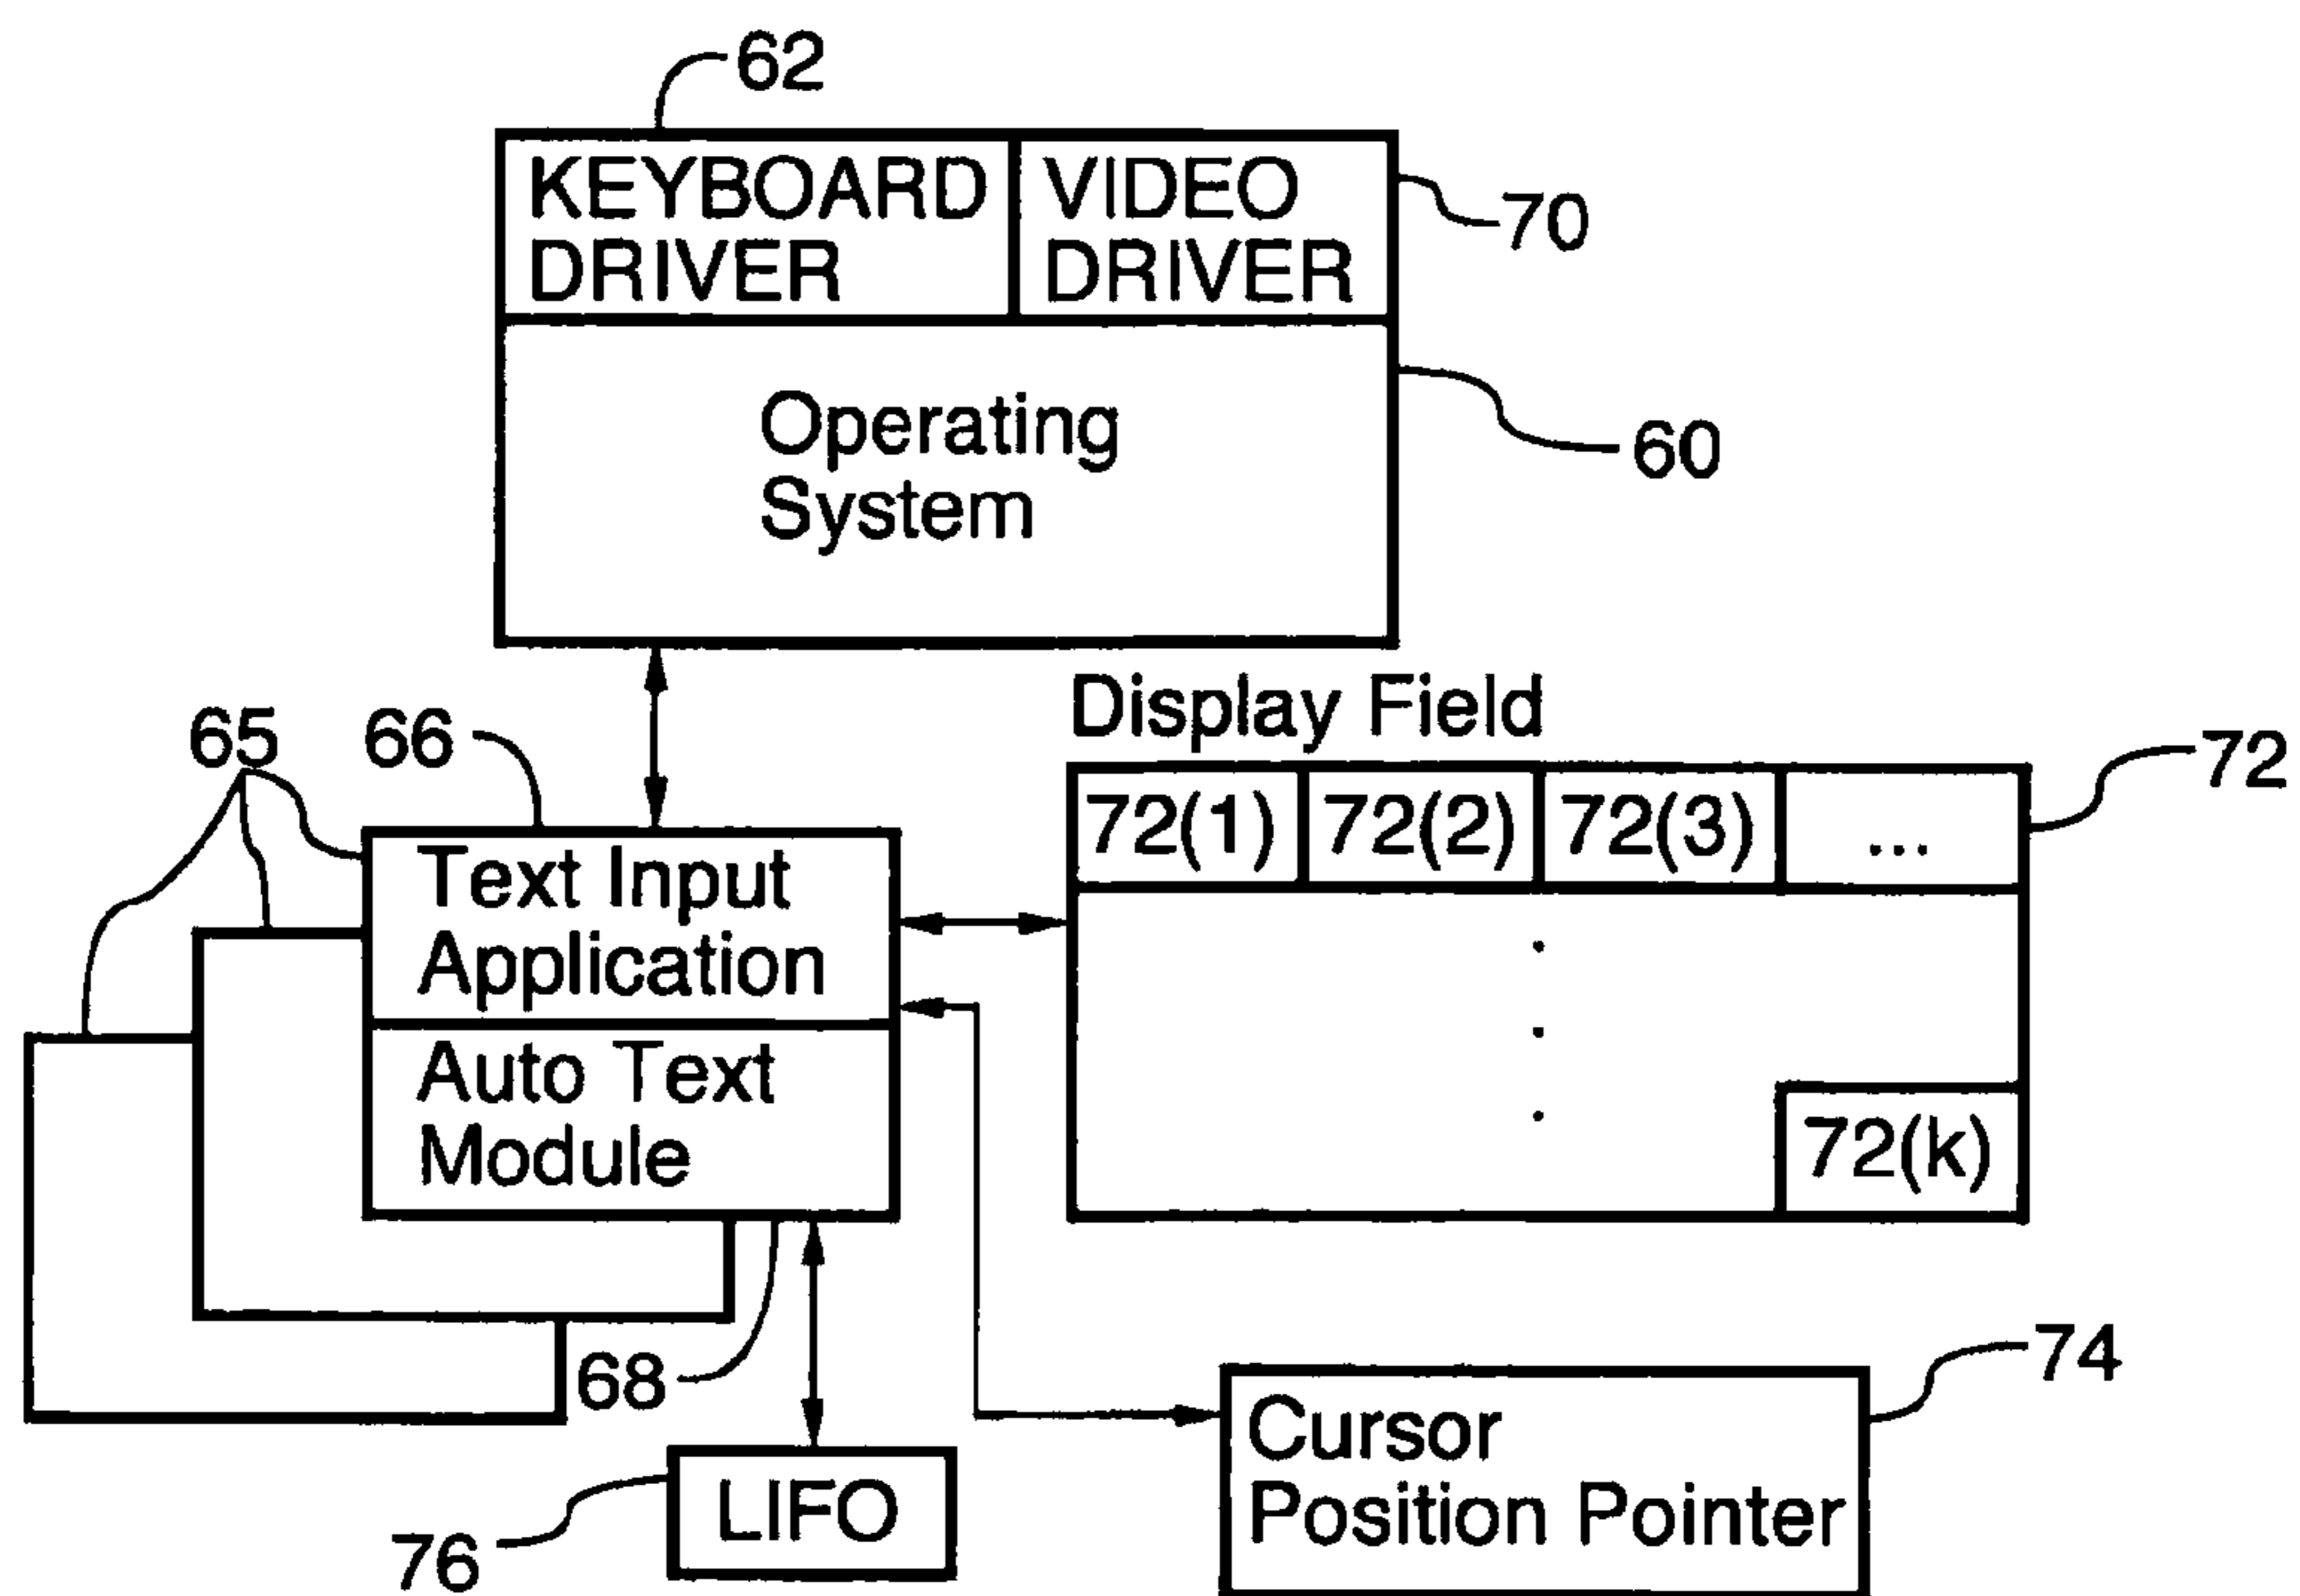 62
KEYBOARD
DRIVER
VIDEO
DRIVER
70
Operating
System
60
Display Field
65
66
72
72(1)
72(2)
72(3)
...
Text Input
Application
Auto Text
Module
72(k)
68
74
Cursor
Position Pointer
LIFO
76